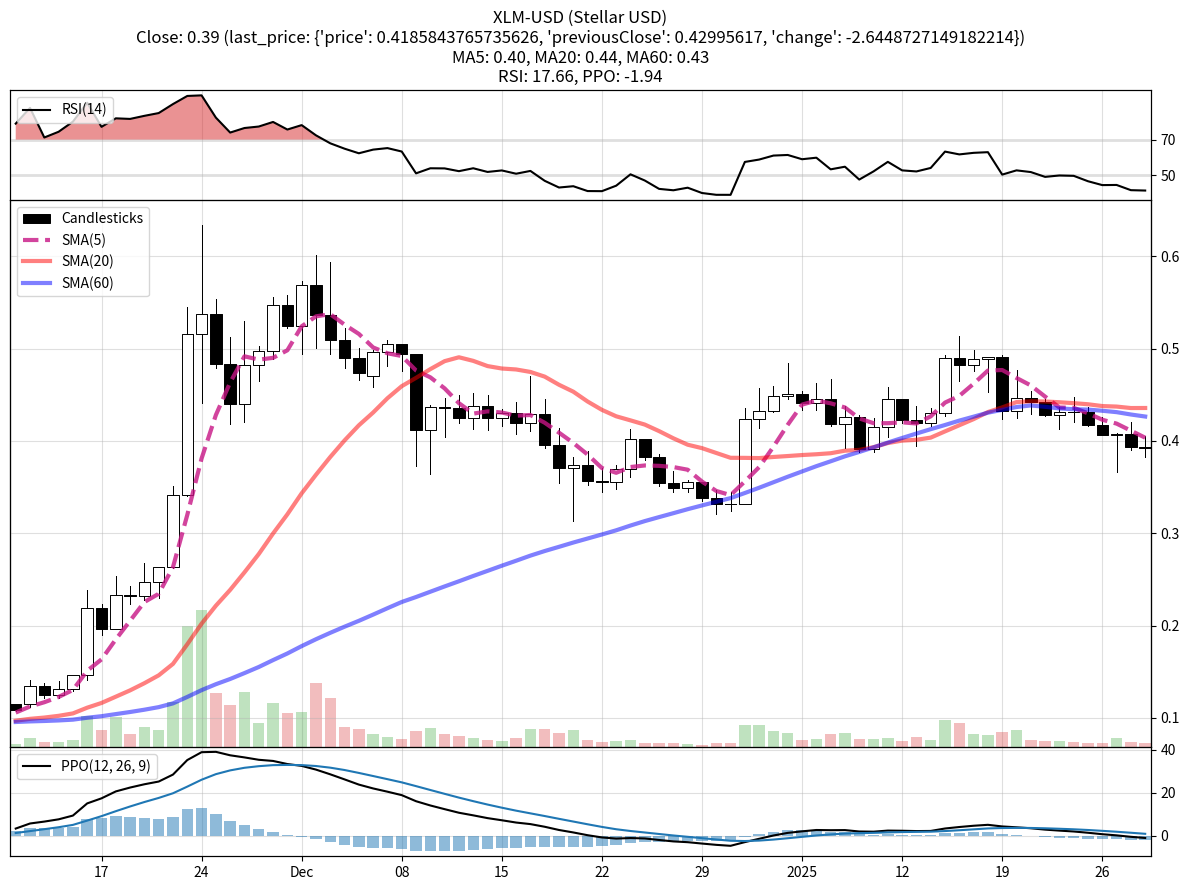 XLM-USD (Stellar USD)
Close: 0.39 (last_price: {'price': 0.4185843765735626, 'previousClose': 0.42995617, 'change': -2.6448727149182214})
MA5: 0.40, MA20: 0.44, MA60: 0.43
RSI: 17.66, PPO: -1.94
RSI(14)
70
50
Candlesticks
SMA(5)
SMA(20)
SMA(60)
0.6
0.5
0.4
0.3
0.2
0.1
PPO(12, 26, 9)
40
20
0
17 24 Dec 08 15 22 29 2025 12 19 26